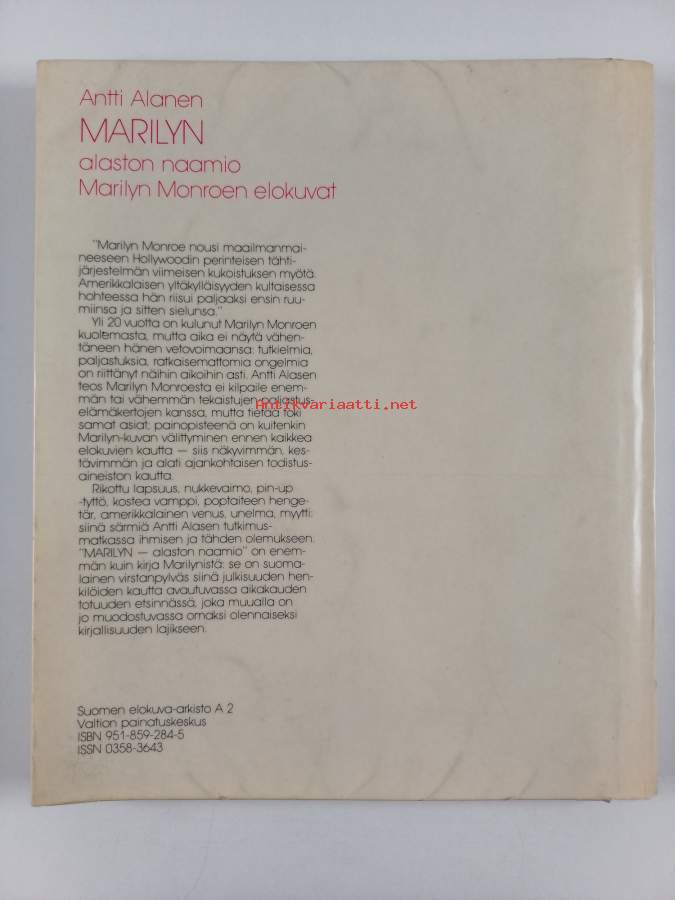 Antti Alanen
MARILYN
alaston naamio
Marilyn Monroen elokuvat
"Marilyn Monroe nousi maailmanmai-
neeseen Hollywoodin perinteisen tähti-
järjestelmän viimeisen kukoistuksen myötä.
Amerikkalaisen yltäkylläisyyden kultaisessa
hohteessa hän riisui paljaaksi ensin ruu-
miinsa ja sitten sielunsa."
Yli 20 vuotta on kulunut Marilyn Monroen
kuolemasta, mutta aika ei näytä vähen-
täneen hänen vetovoimaansa: tutkielmia,
paljastuksia, ratkaisemattomia ongelmia
on riittänyt näihin aikoihin asti. Antti Alasen
teos Marilyn Monroesta ei kilpaile enem-
män tai vähemmän tekaistujen paljastus-
Antikvariaatti.net
elämäkertojen kanssa, mutta tietää toki
samat asiat; painopisteenä on kuitenkin
Marilyn-kuvan välittyminen ennen kaikkea
elokuvien kautta — siis näkyvimmän, kes-
tävimmän ja alati ajankohtaisen todistus-
aineiston kautta.
Rikottu lapsuus, nukkevaimo, pin-up
-tyttö, kostea vamppi, poptaiteen henge-
tär, amerikkalainen venus, unelma, myytti:
siinä särmiä Antti Alasen tutkimus-
matkassa ihmisen ja tähden olemukseen.
"MARILYN — alaston naamio" on enem-
män kuin kirja Marilynistä: se on suoma-
lainen virstanpylväs siinä julkisuuden hen-
kilöiden kautta avautuvassa aikakauden
totuuden etsinnässä, joka muualla on
jo muodostuvassa omaksi olennaiseksi
kirjallisuuden lajikseen.
Suomen elokuva-arkisto A 2
Valtion painatuskeskus
ISBN 951-859-284-5
ISSN 0358-3643